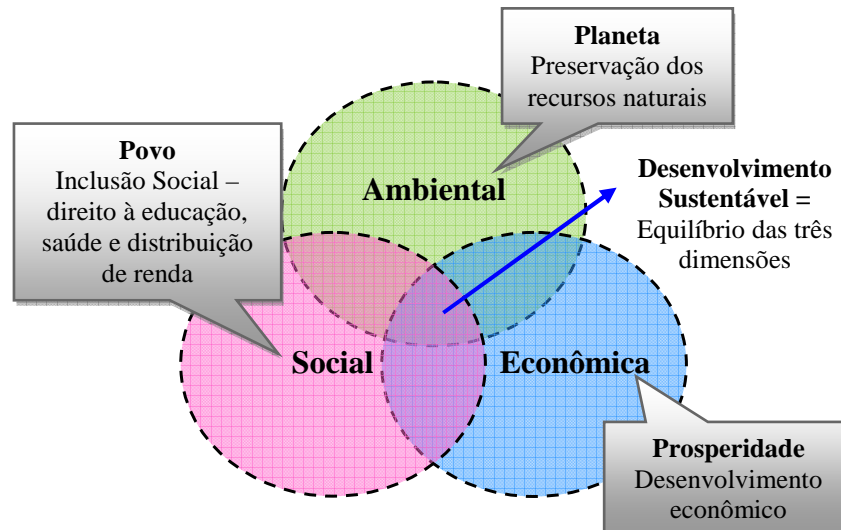 Planeta
Preservação dos
recursos naturais
Povo
Inclusão Social –
direito à educação,
saúde e distribuição
de renda
Ambiental
Desenvolvimento
Sustentável =
Equilíbrio das três
dimensões
Social
Econômica
Prosperidade
Desenvolvimento
econômico